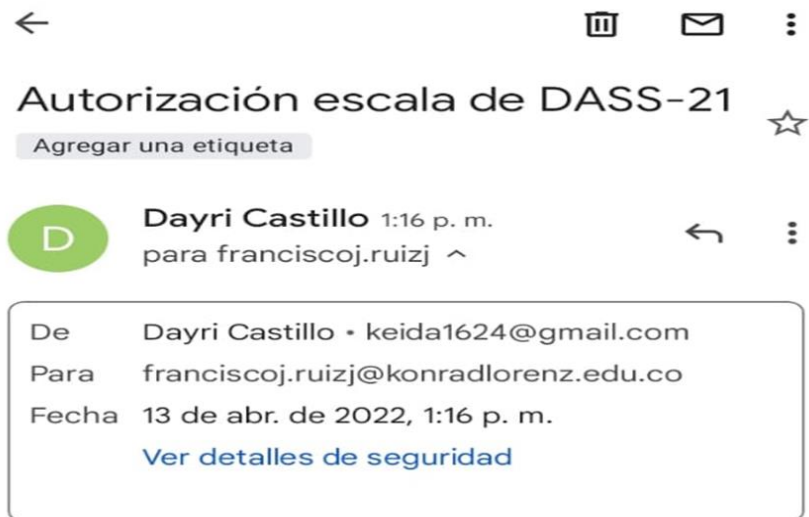 Autorización escala de DASS-21
Agregar una etiqueta
D
Dayri Castillo 1:16 p. m.
para franciscoj.ruizj
De Dayri Castillo • keida1624@gmail.com
Para franciscoj.ruizj@konradlorenz.edu.co
Fecha 13 de abr. de 2022, 1:16 p. m.
Ver detalles de seguridad